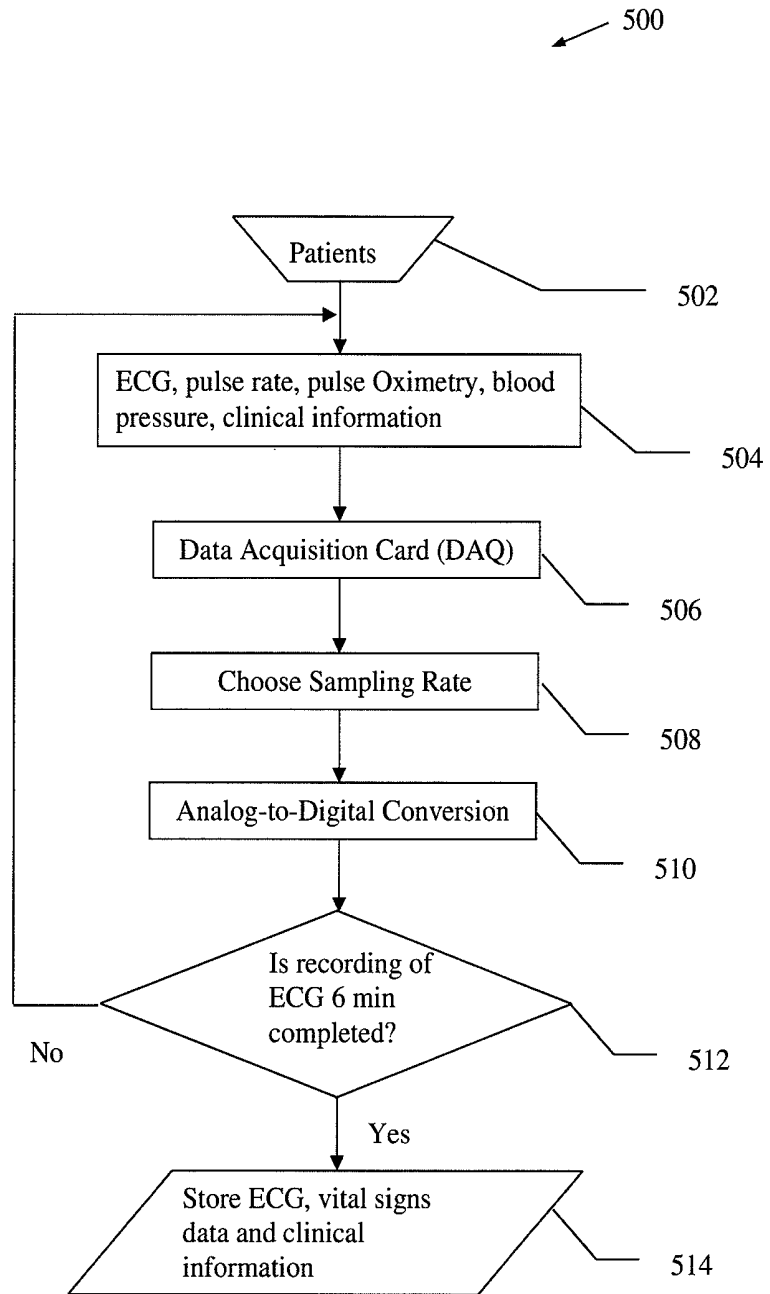 500
Patients
502
ECG, pulse rate, pulse Oximetry, blood
pressure, clinical information
504
Data Acquisition Card (DAQ)
506
Choose Sampling Rate
508
Analog-to-Digital Conversion
510
Is recording of
ECG 6 min
completed?
No
512
Yes
Store ECG, vital signs
data and clinical
information
514